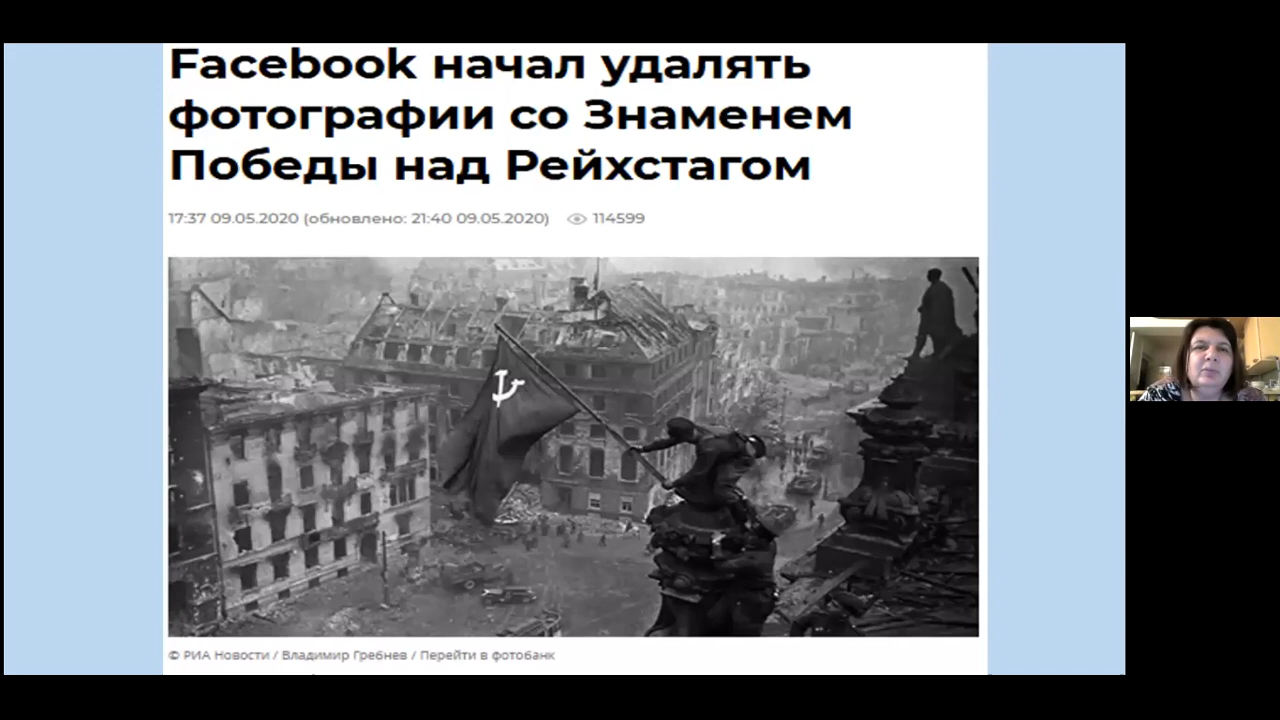 Facebook начал удалять
фотографии со Знаменем
Победы над Рейхстагом
17:37 09.05.2020 (обновлено: 21:40 09.05.2020) 114599
© РИА Новости / Владимир Гребнев / Перейти в фотобанк